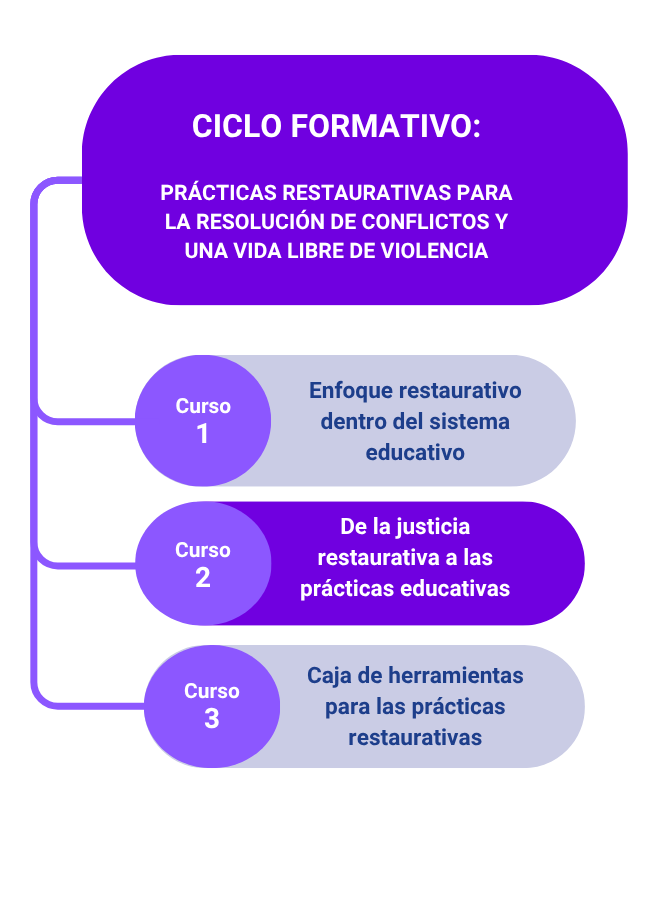 CICLO FORMATIVO:
PRÁCTICAS RESTAURATIVAS PARA
LA RESOLUCIÓN DE CONFLICTOS Y
UNA VIDA LIBRE DE VIOLENCIA
Curso
1
Enfoque restaurativo
dentro del sistema
educativo
Curso
2
De la justicia
restaurativa a las
prácticas educativas
Curso
3
Caja de herramientas
para las prácticas
restaurativas